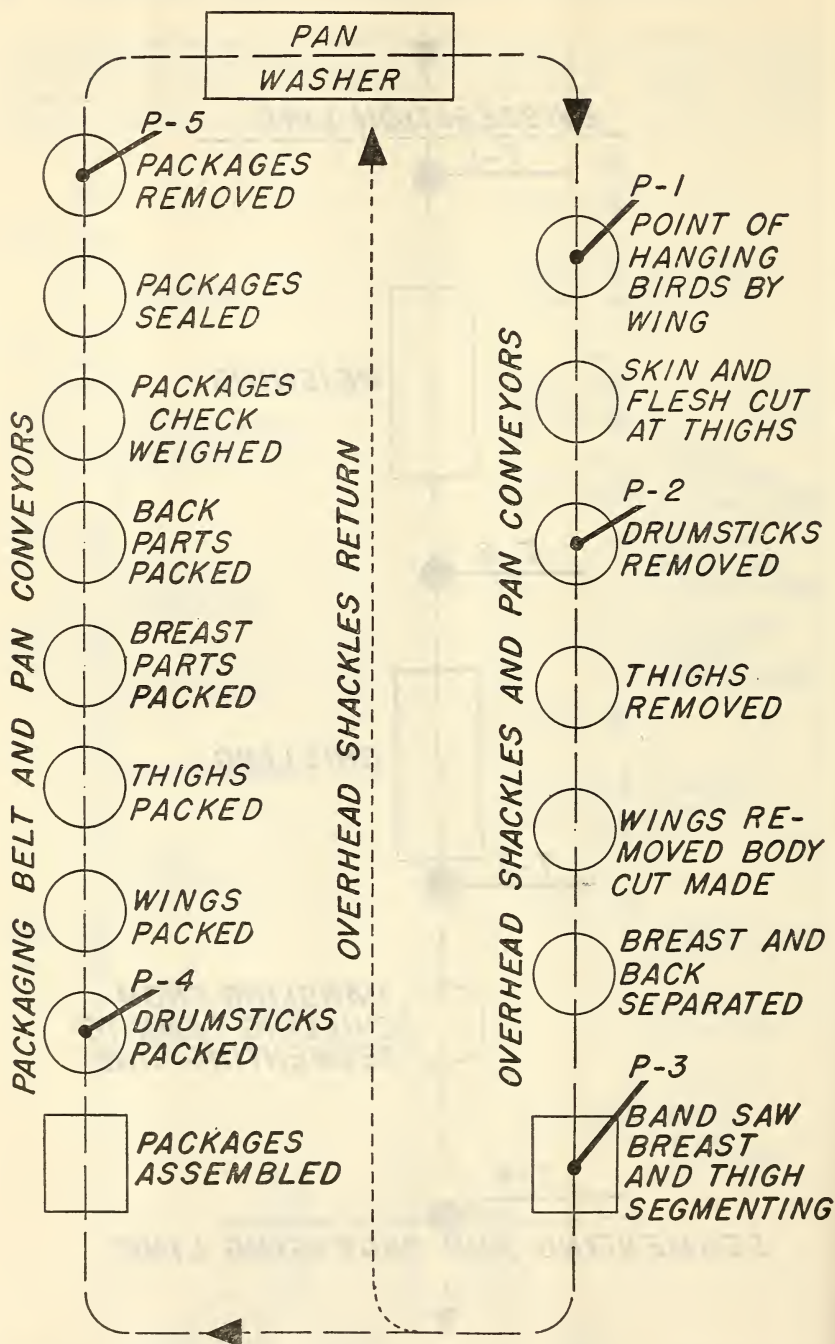 PAN
WASHER
P-5
PACKAGES
REMOVED
PACKAGES
SEALED
PACKAGES
CHECK
WEIGHED
BACK
PARTS
PACKED
BREAST
PARTS
PACKED
THIGHS
PACKED
WINGS
PACKED
P-4
DRUMSTICKS
PACKED
PACKAGES
ASSEMBLED
PACKAGING BELT AND PAN CONVEYORS
OVERHEAD SHACKLES RETURN
OVERHEAD SHACKLES AND PAN CONVEYORS
P-1
POINT OF
HANGING
BIRDS BY
WING
SKIN AND
FLESH CUT
AT THIGHS
P-2
DRUMSTICKS
REMOVED
THIGHS
REMOVED
WINGS RE-
MOVED BODY
CUT MADE
BREAST AND
BACK
SEPARATED
P-3
BAND SAW
BREAST
AND THIGH
SEGMENTING